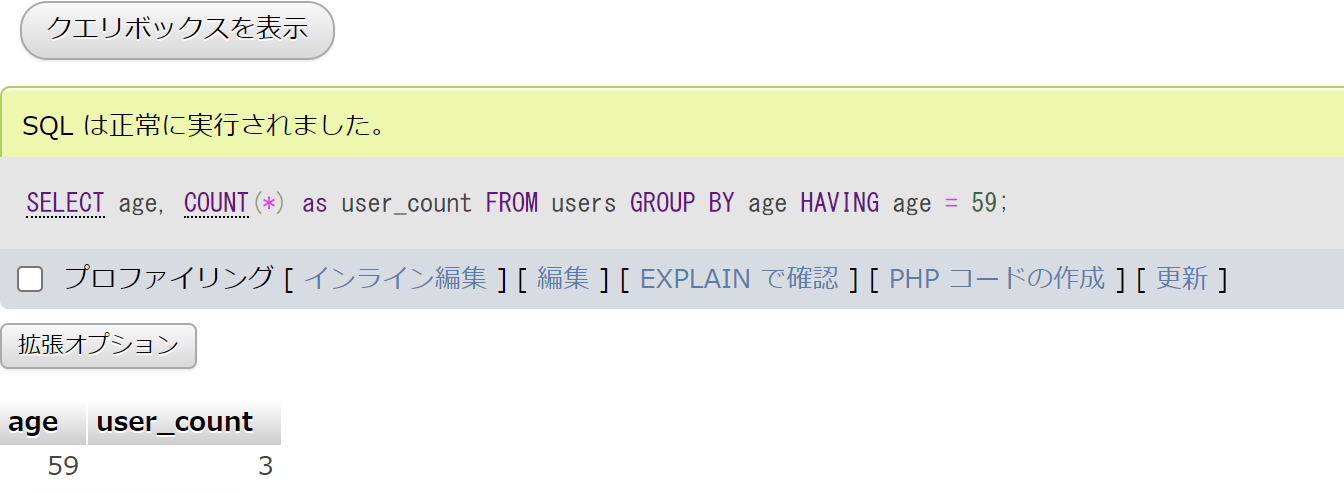 クエリボックスを表示
SQL は正常に実行されました。
SELECT age, COUNT(*) as user_count FROM users GROUP BY age HAVING age = 59;
プロファイリング [ インライン編集 ] [ 編集 ] [ EXPLAIN で確認 ] [ PHP コードの作成 ] [ 更新 ]
拡張オプション
age user_count
59 3